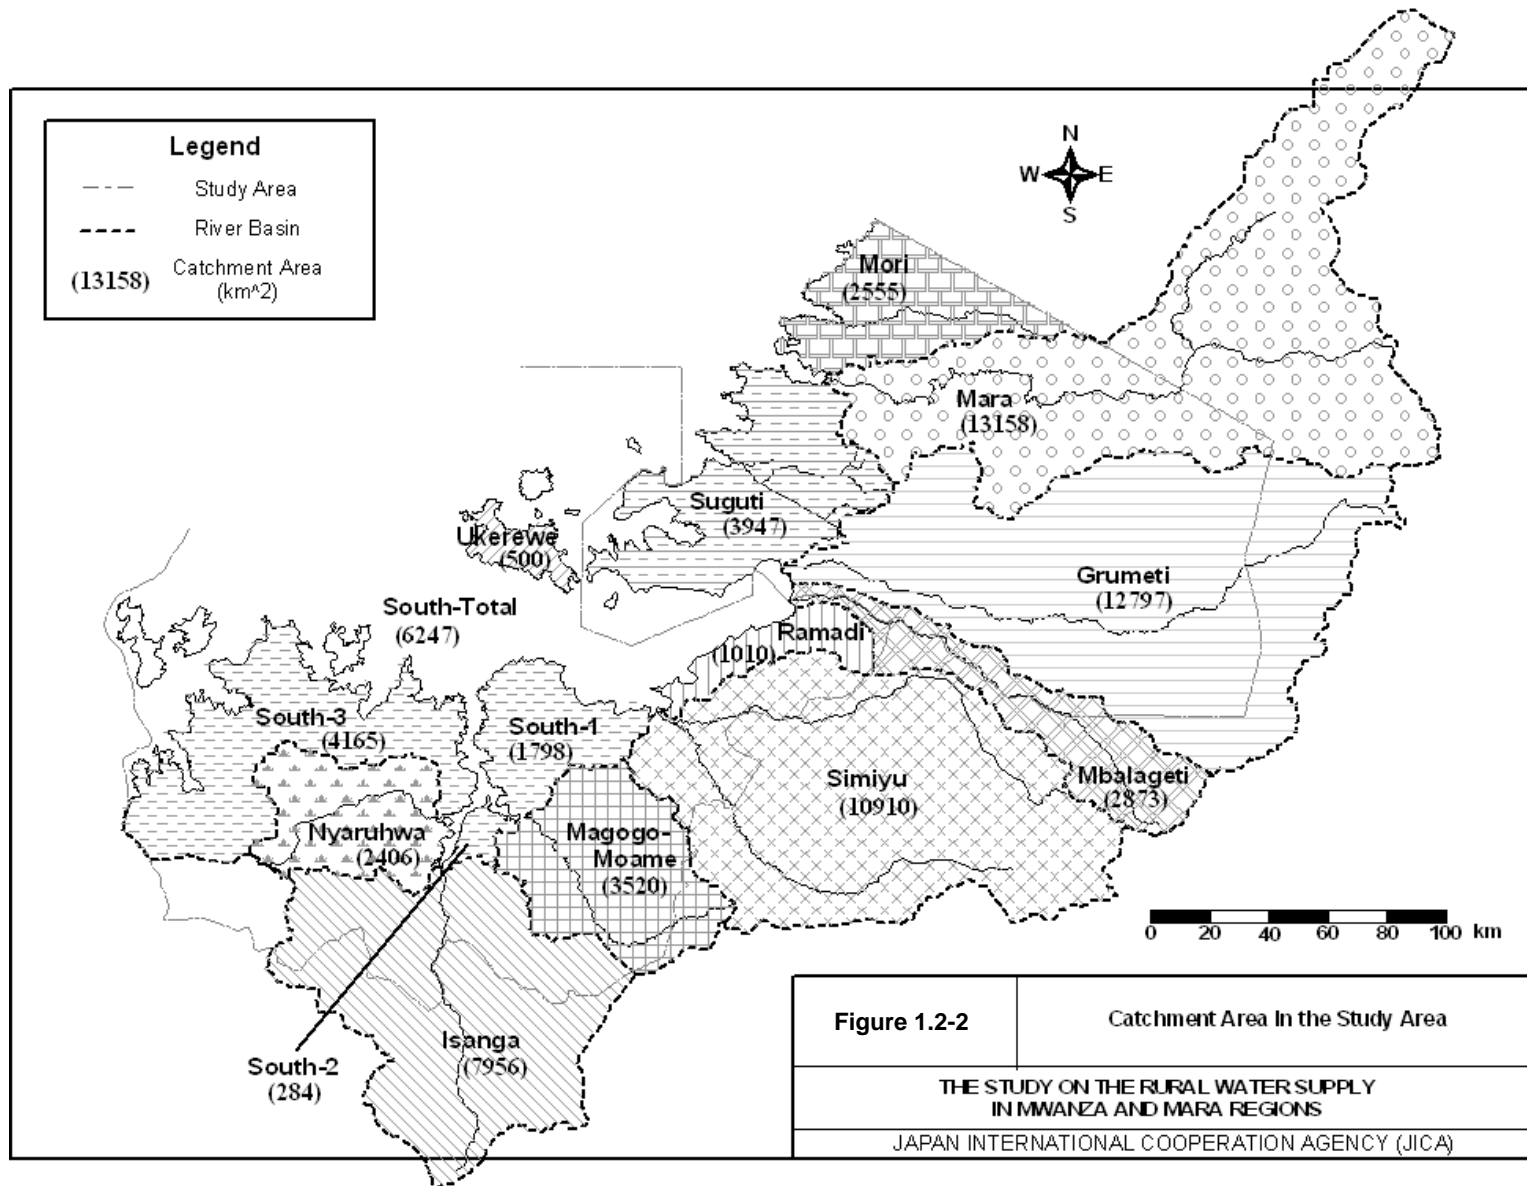 Legend
Study Area
River Basin
(13158) Catchment Area
(km^2)
N
W E
S
Mori
(2555)
Mara
(13158)
Suguti
(3947)
Ukerewe
(500)
Grumeti
(12797)
South-Total
(6247)
Ramadi
(1010)
South-3
(4165)
South-1
(1798)
Simiyu
(10910)
Mbalageti
(2873)
Nyaruhwa
(2406)
Magogo-
Moame
(3520)
0 20 40 60 80 100 km
Isanga
(7956)
South-2
(284)
Figure 1.2-2
Catchment Area In the Study Area
THE STUDY ON THE RURAL WATER SUPPLY
IN MWANZA AND MARA REGIONS
JAPAN INTERNATIONAL COOPERATION AGENCY (JICA)